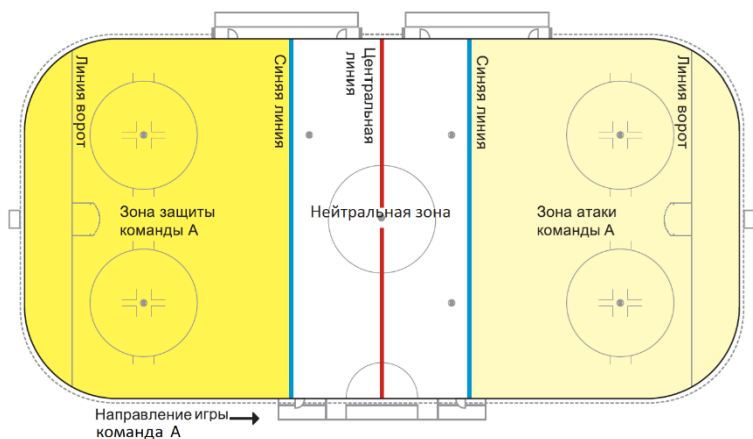 Линия ворот
Синяя линия
Центральная
линия
Синяя линия
Линия ворот
Зона защиты
команды А
Нейтральная зона
Зона атаки
команды А
Направление игры
команда А